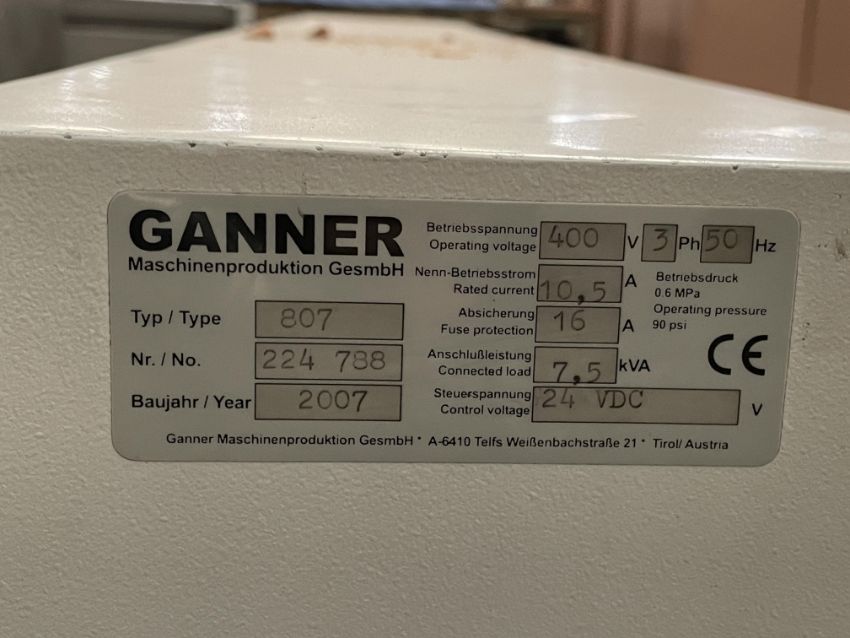 GANNER
Maschinenproduktion GesmbH
Typ / Type 807
Nr. / No. 224 788
Baujahr / Year 2007
Betriebsspannung
Operating voltage 400 V 3 Ph 50 Hz
Nenn-Betriebsstrom
Rated current 10,5 A
Absicherung
Fuse protection 16 A
Anschlußleistung
Connected load 7,5 kVA
Steuerspannung
Control voltage 24 VDC V
Betriebsdruck
0.6 MPa
Operating pressure
90 psi
CE
Ganner Maschinenproduktion GesmbH * A-6410 Telfs Weißenbachstraße 21 * Tirol/ Austria